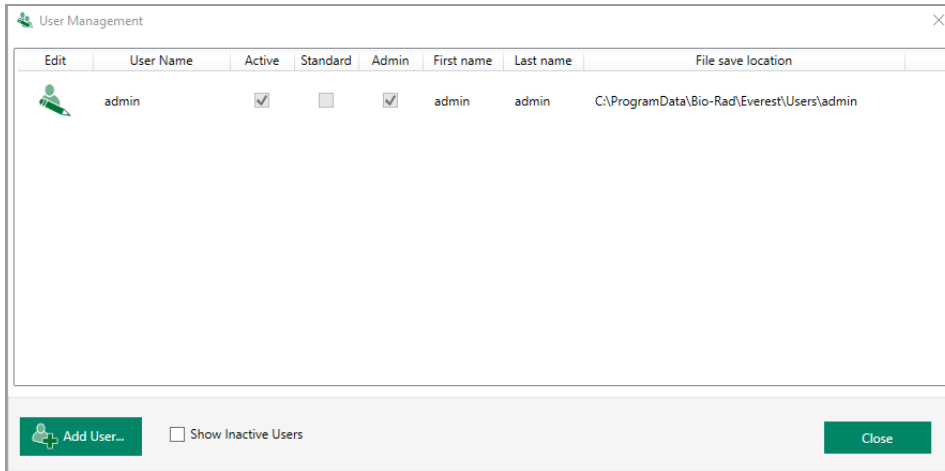 User Management
Edit User Name Active Standard Admin First name Last name File save location
admin admin admin C:\ProgramData\Bio-Rad\Everest\Users\admin
Add User... Show Inactive Users Close